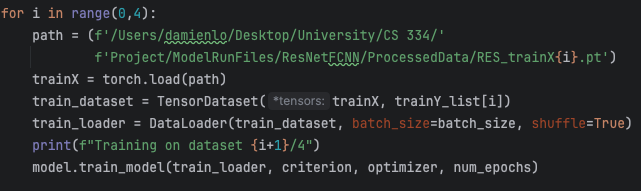 for i in range(0,4):
    path = (f'/Users/damienlo/Desktop/University/CS 334/'
            f'Project/ModelRunFiles/ResNetFCNN/ProcessedData/RES_trainX{i}.pt')
    trainX = torch.load(path)
    train_dataset = TensorDataset( *tensors: trainX, trainY_list[i])
    train_loader = DataLoader(train_dataset, batch_size=batch_size, shuffle=True)
    print(f"Training on dataset {i+1}/4")
    model.train_model(train_loader, criterion, optimizer, num_epochs)